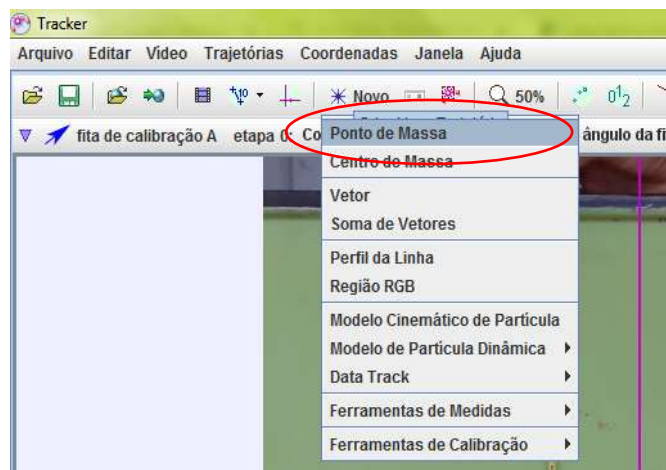 Tracker
Arquivo Editar Video Trajetórias Coordenadas Janela Ajuda
Novo 50%
fita de calibração A etapa 0: Co ângulo da fi
Ponto de Massa
Centro de Massa
Vetor
Soma de Vetores
Perfil da Linha
Região RGB
Modelo Cinemático de Partícula
Modelo de Partícula Dinâmica
Data Track
Ferramentas de Medidas
Ferramentas de Calibração